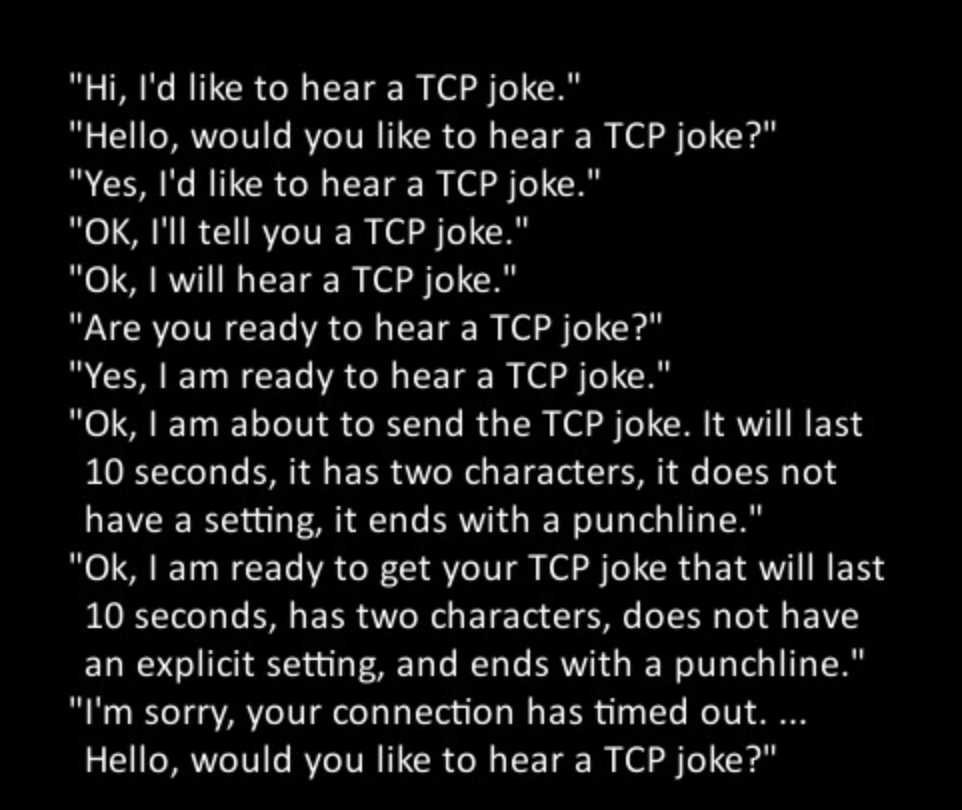 "Hi, I'd like to hear a TCP joke."
"Hello, would you like to hear a TCP joke?"
"Yes, I'd like to hear a TCP joke."
"OK, I'll tell you a TCP joke."
"Ok, I will hear a TCP joke."
"Are you ready to hear a TCP joke?"
"Yes, I am ready to hear a TCP joke."
"Ok, I am about to send the TCP joke. It will last
10 seconds, it has two characters, it does not
have a setting, it ends with a punchline."
"Ok, I am ready to get your TCP joke that will last
10 seconds, has two characters, does not have
an explicit setting, and ends with a punchline."
"I'm sorry, your connection has timed out. ...
Hello, would you like to hear a TCP joke?"